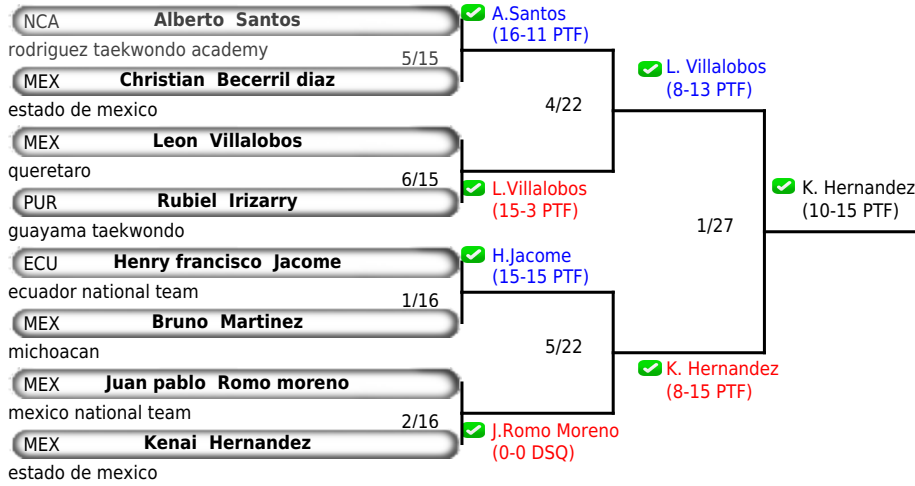 NCA Alberto Santos
rodriguez taekwondo academy
5/15
MEX Christian Becerril diaz
estado de mexico
MEX Leon Villalobos
queretaro
6/15
PUR Rubiel Irizarry
guayama taekwondo
ECU Henry francisco Jacome
ecuador national team
1/16
MEX Bruno Martinez
michoacan
MEX Juan pablo Romo moreno
mexico national team
2/16
MEX Kenai Hernandez
estado de mexico
A.Santos
(16-11 PTF)
4/22
L.Villalobos
(15-3 PTF)
H.Jacome
(15-15 PTF)
5/22
J.Romo Moreno
(0-0 DSQ)
L. Villalobos
(8-13 PTF)
1/27
K. Hernandez
(8-15 PTF)
K. Hernandez
(10-15 PTF)